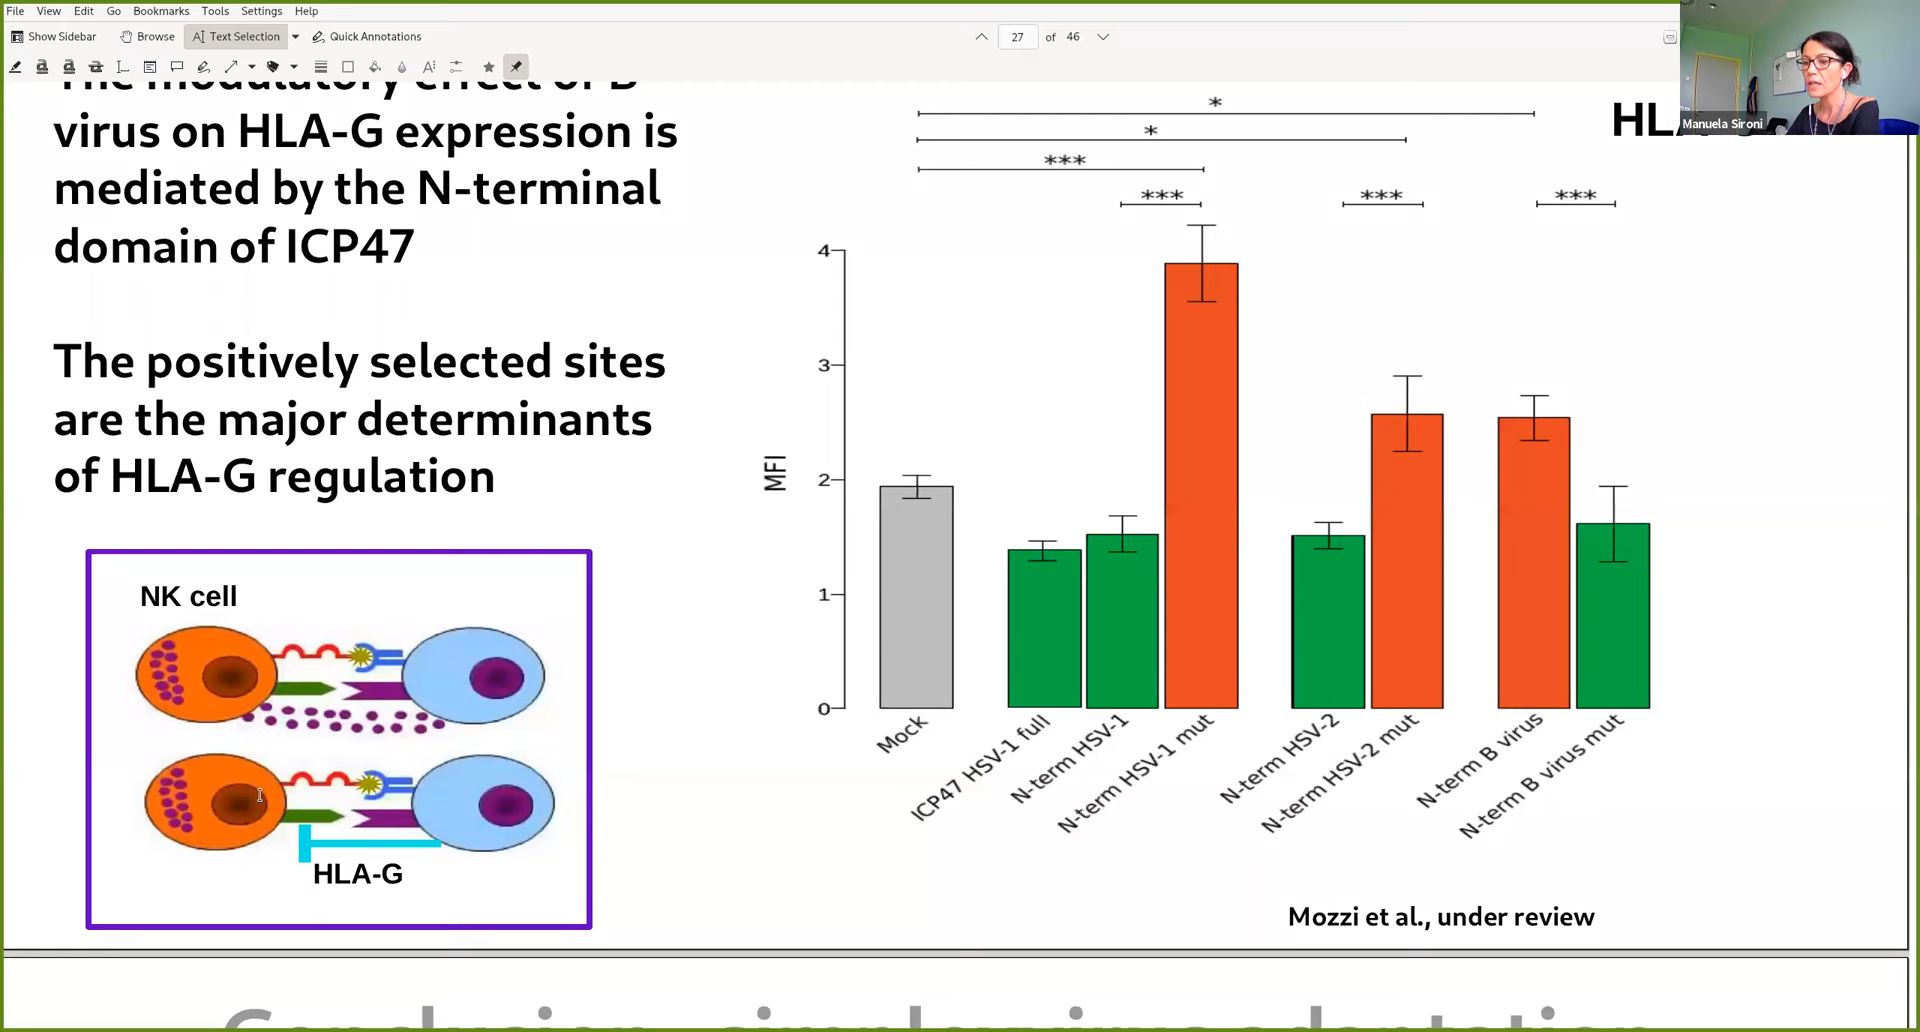 File View Edit Go Bookmarks Tools Settings Help
Show Sidebar Browse Text Selection Quick Annotations 27 of 46
The modulatory effect of B
virus on HLA-G expression is
mediated by the N-terminal
domain of ICP47
The positively selected sites
are the major determinants
of HLA-G regulation
NK cell
HLA-G
Manuela Sironi
*
*
***
*** *** ***
4
3
2
1
0
MFI
Mock
ICP47 HSV-1 full
N-term HSV-1
N-term HSV-1 mut
N-term HSV-2
N-term HSV-2 mut
N-term B virus
N-term B virus mut
Mozzi et al., under review